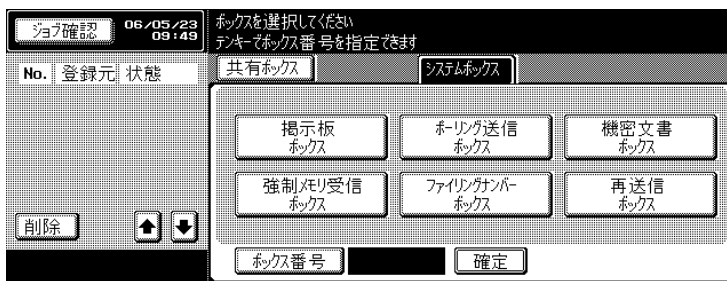 ジョブ確認
06/05/23
09:49
ボックスを選択してください
テンキーでボックス番号を指定できます
No. 登録元 状態
共有ボックス
システムボックス
掲示板
ボックス
ポーリング送信
ボックス
機密文書
ボックス
強制メモリ受信
ボックス
ファイリングナンバー
ボックス
再送信
ボックス
削除
ボックス番号
確定